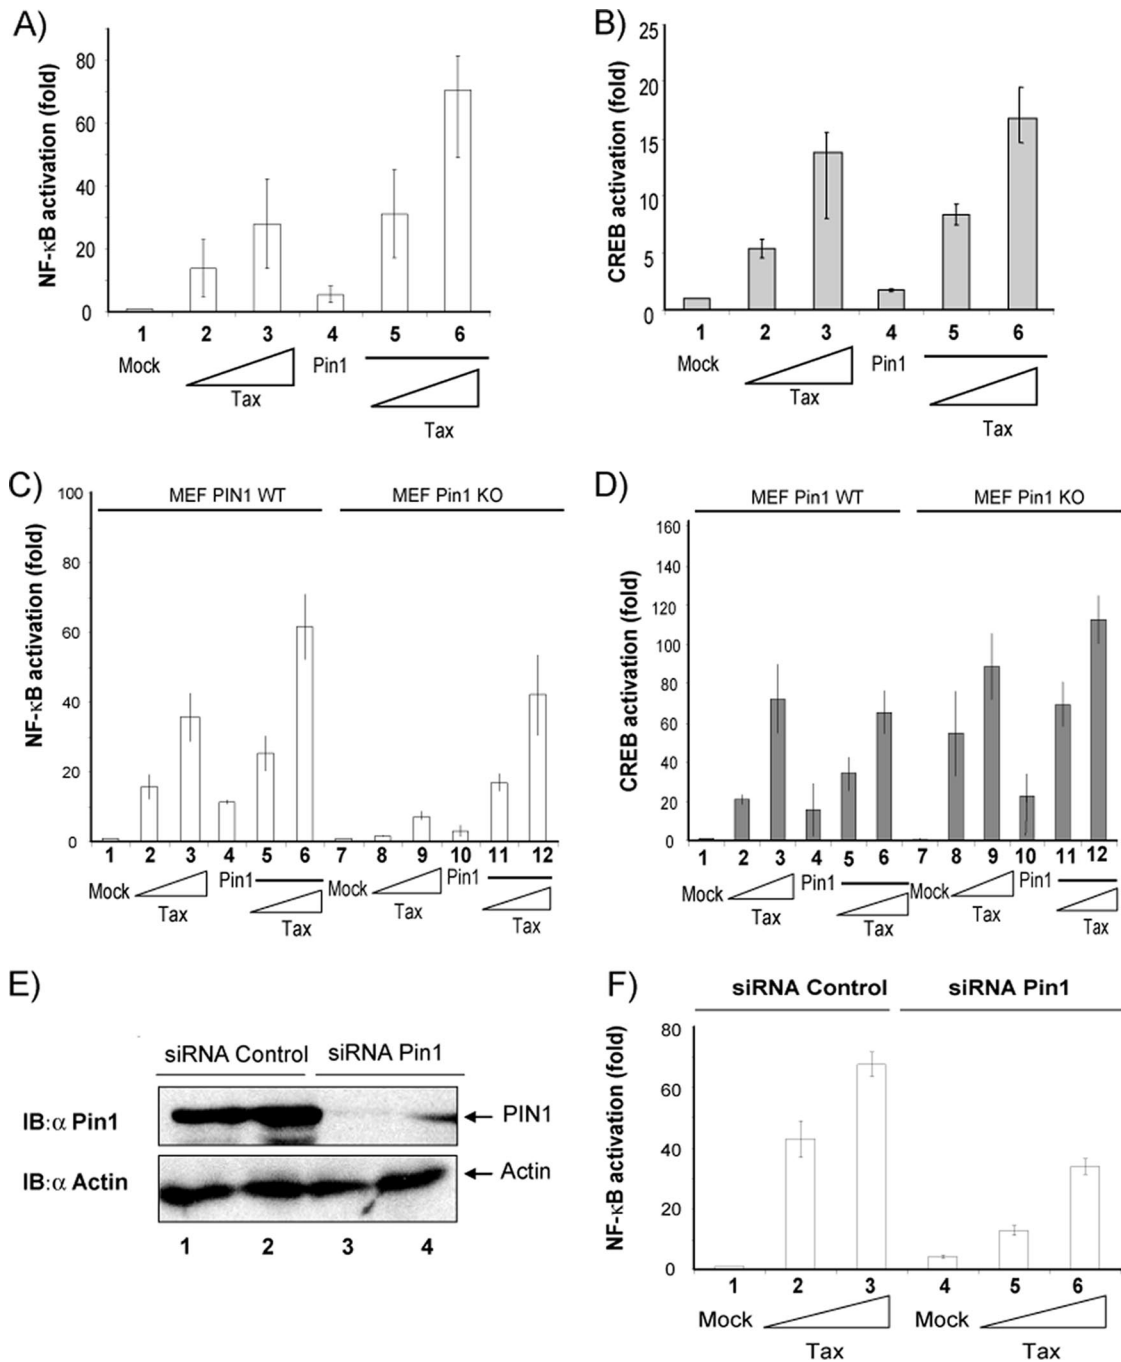 A)
NF-κB activation (fold)
80
60
40
20
0
1 2 3 4 5 6
Mock Pin1
Tax
Tax
B)
CREB activation (fold)
25
20
15
10
5
0
1 2 3 4 5 6
Mock Pin1
Tax
Tax
C)
MEF PIN1 WT MEF Pin1 KO
NF-κB activation (fold)
100
80
60
40
20
0
1 2 3 4 5 6 7 8 9 10 11 12
Mock Pin1 Mock Pin1
Tax Tax Tax Tax
D)
MEF Pin1 WT MEF Pin1 KO
CREB activation (fold)
160
140
120
100
80
60
40
20
0
1 2 3 4 5 6 7 8 9 10 11 12
Mock Pin1 Mock Pin1
Tax Tax Tax Tax
E)
siRNA Control siRNA Pin1
IB:α Pin1 PIN1
IB:α Actin Actin
1 2 3 4
F)
siRNA Control siRNA Pin1
NF-κB activation (fold)
80
60
40
20
0
1 2 3 4 5 6
Mock Mock
Tax Tax